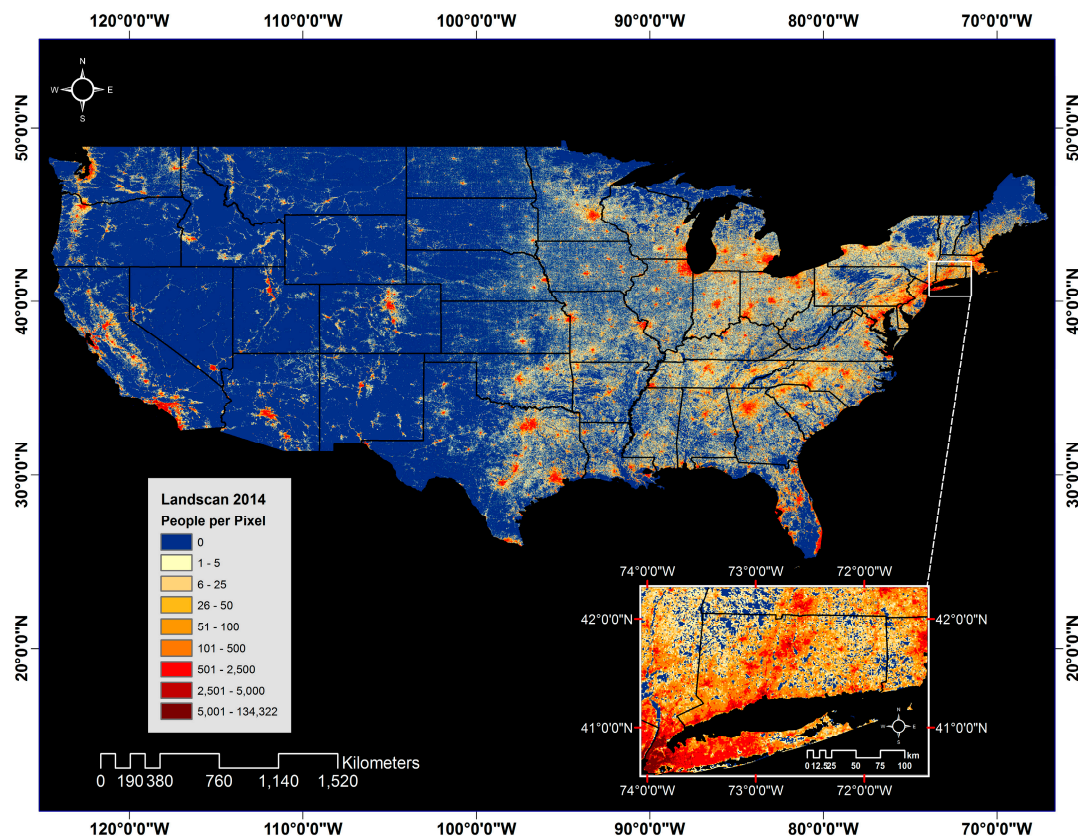 120°0'0"W 110°0'0"W 100°0'0"W 90°0'0"W 80°0'0"W 70°0'0"W
N
W E
S
50°0'0"N 50°0'0"N
40°0'0"N 40°0'0"N
30°0'0"N 30°0'0"N
20°0'0"N 20°0'0"N
Landscan 2014
People per Pixel
0
1 - 5
6 - 25
26 - 50
51 - 100
101 - 500
501 - 2,500
2,501 - 5,000
5,001 - 134,322
Kilometers
0 190 380 760 1,140 1,520
74°0'0"W 73°0'0"W 72°0'0"W
42°0'0"N 42°0'0"N
41°0'0"N 41°0'0"N
N
W E
S
km
0 12.525 50 75 100
74°0'0"W 73°0'0"W 72°0'0"W
120°0'0"W 110°0'0"W 100°0'0"W 90°0'0"W 80°0'0"W 70°0'0"W